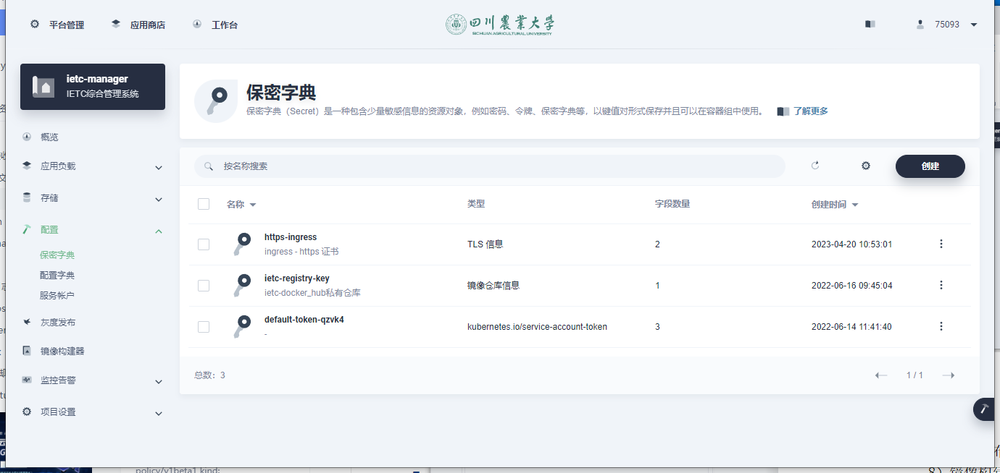 平台管理
应用商店
工作台
四川農業大学
SICHUAN AGRICULTURAL UNIVERSITY
75093
ietc-manager
IETC综合管理系统
概览
应用负载
存储
配置
保密字典
配置字典
服务帐户
灰度发布
镜像构建器
监控告警
项目设置
保密字典
保密字典（Secret）是一种包含少量敏感信息的资源对象，例如密码、令牌、保密字典等，以键值对形式保存并且可以在容器组中使用。
了解更多
按名称搜索
创建
名称 类型 字段数量 创建时间
https-ingress
ingress - https 证书
TLS 信息 2 2023-04-20 10:53:01
ietc-registry-key
ietc-docker_hub私有仓库
镜像仓库信息 1 2022-06-16 09:45:04
default-token-qzvk4
-
kubernetes.io/service-account-token 3 2022-06-14 11:41:40
总数：3
1 / 1
policy/v1beta1 kind: